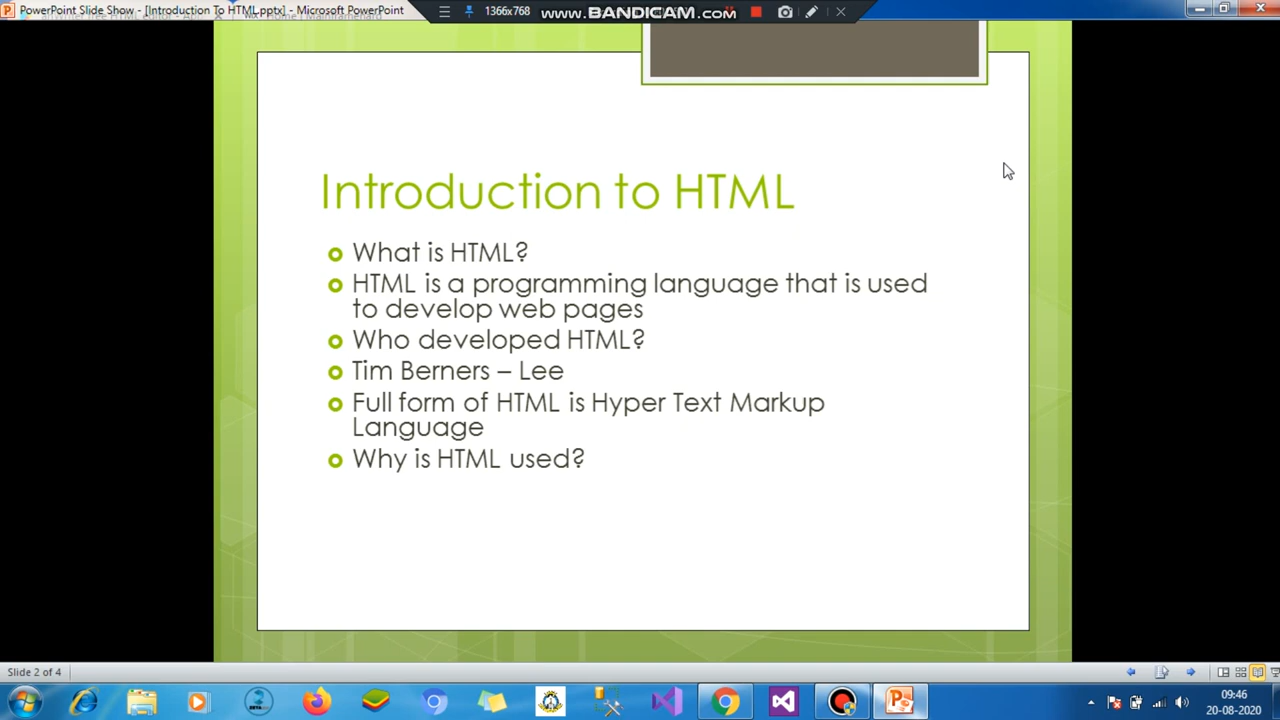 PowerPoint Slide Show - [Introduction To HTML.pptx] - Microsoft PowerPoint
1366x768
www.BANDICAM.com
Introduction to HTML
What is HTML?
HTML is a programming language that is used
to develop web pages
Who developed HTML?
Tim Berners – Lee
Full form of HTML is Hyper Text Markup
Language
Why is HTML used?
Slide 2 of 4
09:46
20-08-2020